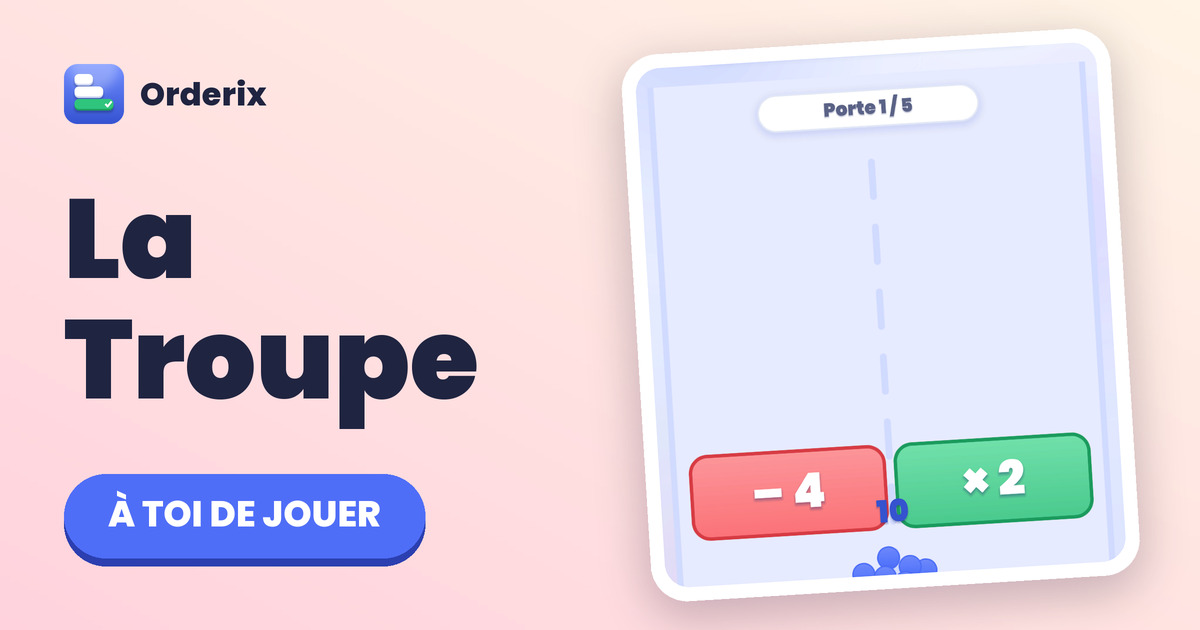 Orderix
La
Troupe
À TOI DE JOUER
Porte 1 / 5
− 4
× 2
10